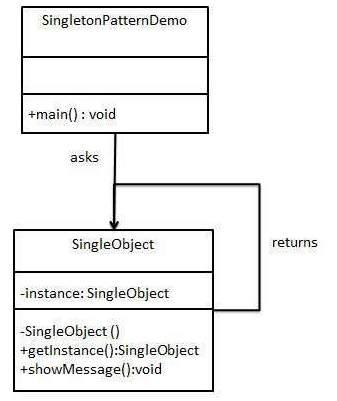 SingletonPatternDemo
+main() : void
asks
returns
SingleObject
-instance: SingleObject
-SingleObject ()
+getInstance():SingleObject
+showMessage():void